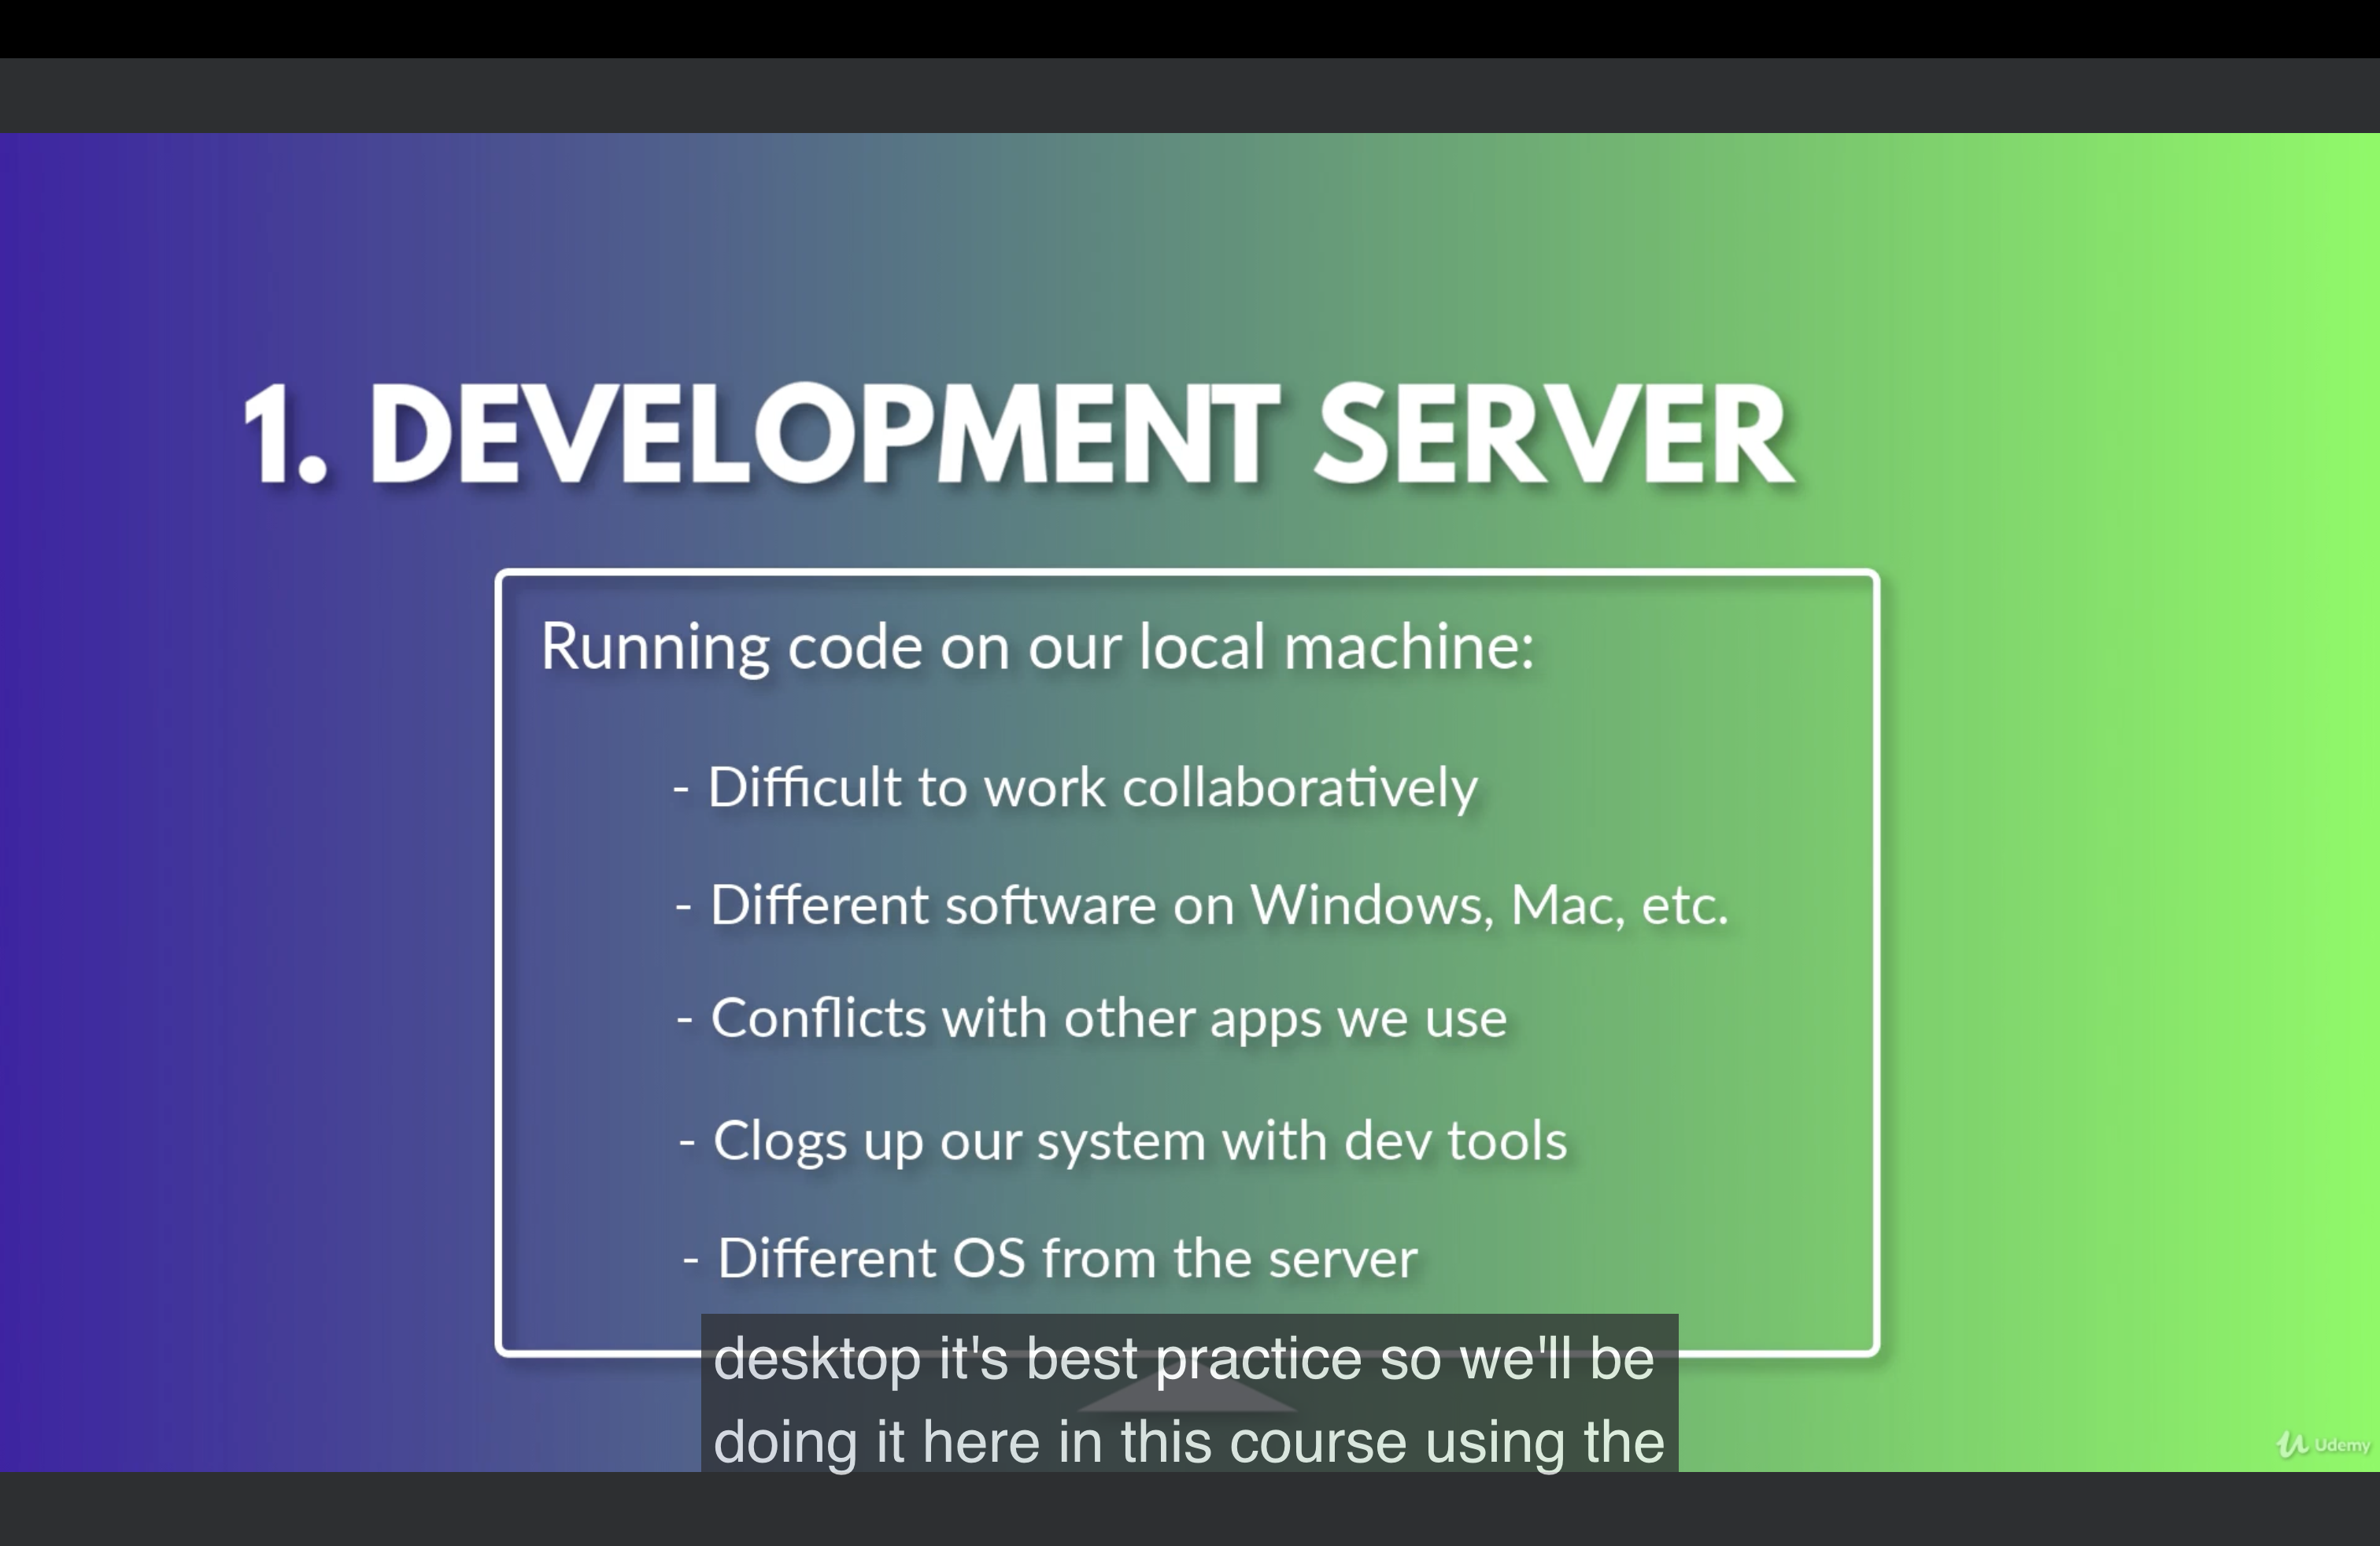 1. DEVELOPMENT SERVER
Running code on our local machine:
- Difficult to work collaboratively
- Different software on Windows, Mac, etc.
- Conflicts with other apps we use
- Clogs up our system with dev tools
- Different OS from the server
desktop it's best practice so we'll be
doing it here in this course using the
Udemy